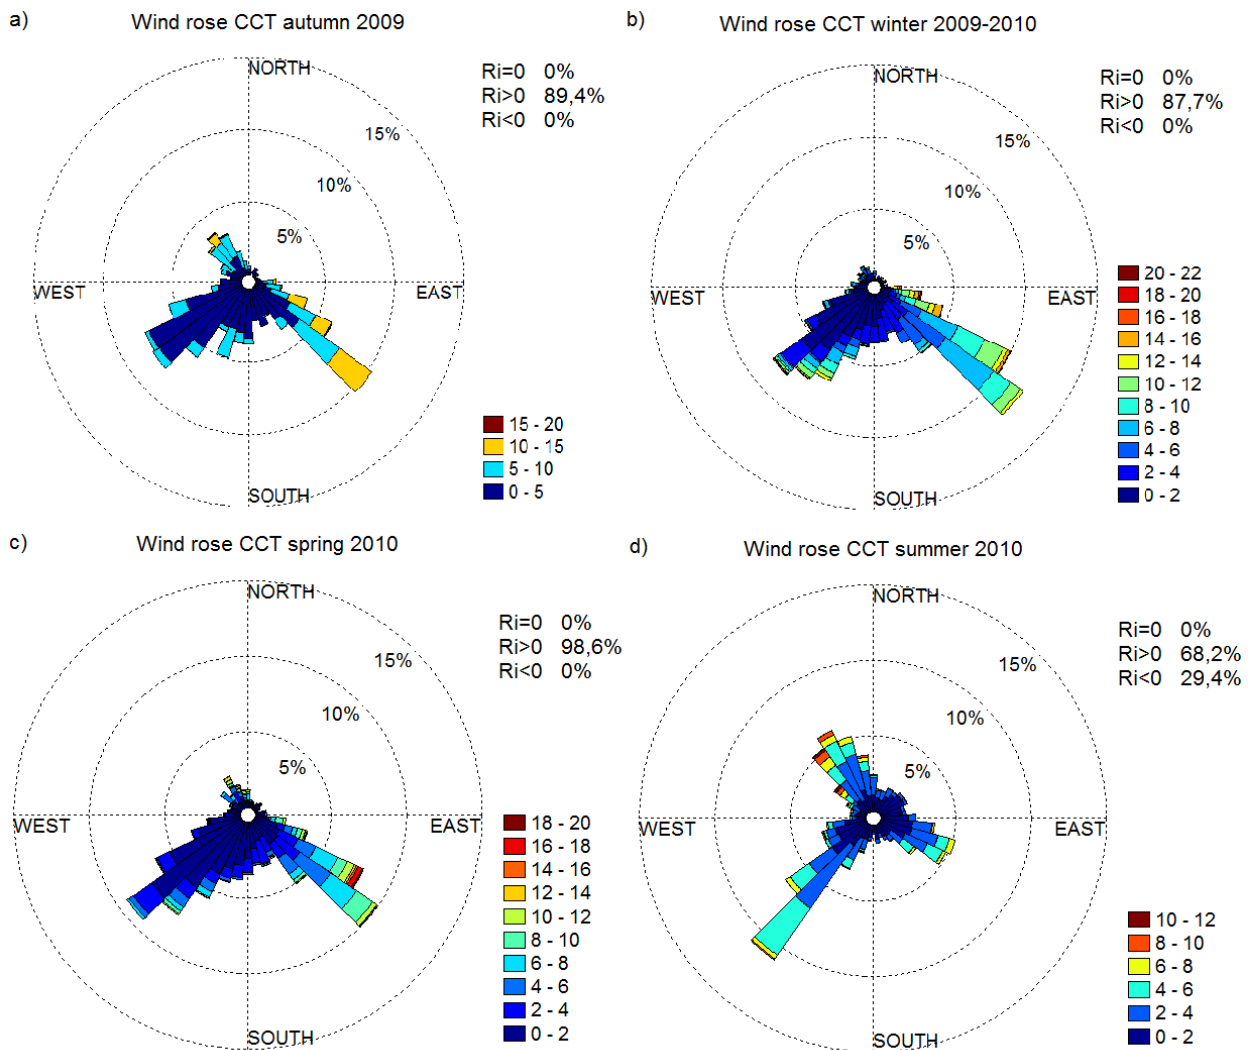 a)
Wind rose CCT autumn 2009
NORTH
Ri=0 0%
Ri>0 89,4%
Ri<0 0%
15%
10%
5%
WEST
EAST
SOUTH
15 - 20
10 - 15
5 - 10
0 - 5
b)
Wind rose CCT winter 2009-2010
NORTH
Ri=0 0%
Ri>0 87,7%
Ri<0 0%
15%
10%
5%
WEST
EAST
SOUTH
20 - 22
18 - 20
16 - 18
14 - 16
12 - 14
10 - 12
8 - 10
6 - 8
4 - 6
2 - 4
0 - 2
c)
Wind rose CCT spring 2010
NORTH
Ri=0 0%
Ri>0 98,6%
Ri<0 0%
15%
10%
5%
WEST
EAST
SOUTH
18 - 20
16 - 18
14 - 16
12 - 14
10 - 12
8 - 10
6 - 8
4 - 6
2 - 4
0 - 2
d)
Wind rose CCT summer 2010
NORTH
Ri=0 0%
Ri>0 68,2%
Ri<0 29,4%
15%
10%
5%
WEST
EAST
SOUTH
10 - 12
8 - 10
6 - 8
4 - 6
2 - 4
0 - 2